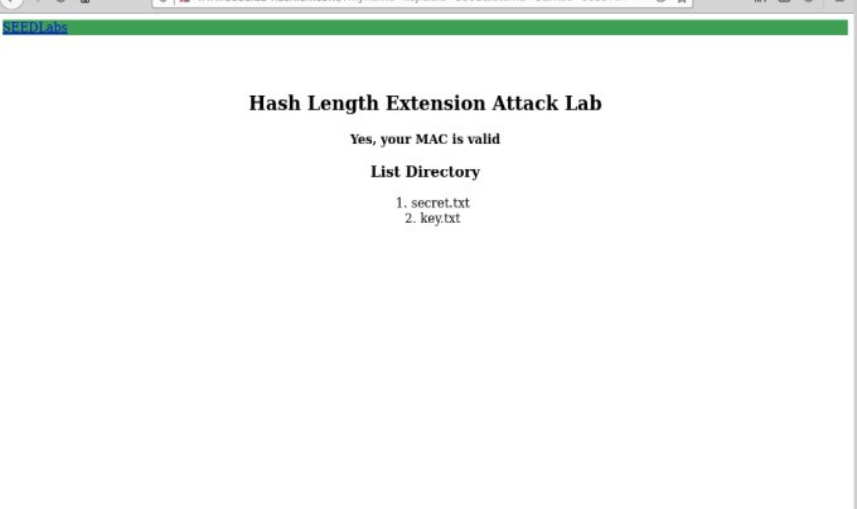 SEEDLabs
Hash Length Extension Attack Lab
Yes, your MAC is valid
List Directory
1. secret.txt
2. key.txt